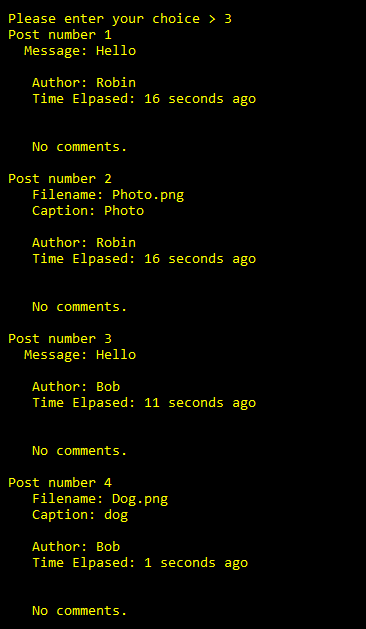 Please enter your choice > 3
Post number 1
Message: Hello
Author: Robin
Time Elpased: 16 seconds ago
No comments.
Post number 2
Filename: Photo.png
Caption: Photo
Author: Robin
Time Elpased: 16 seconds ago
No comments.
Post number 3
Message: Hello
Author: Bob
Time Elpased: 11 seconds ago
No comments.
Post number 4
Filename: Dog.png
Caption: dog
Author: Bob
Time Elpased: 1 seconds ago
No comments.